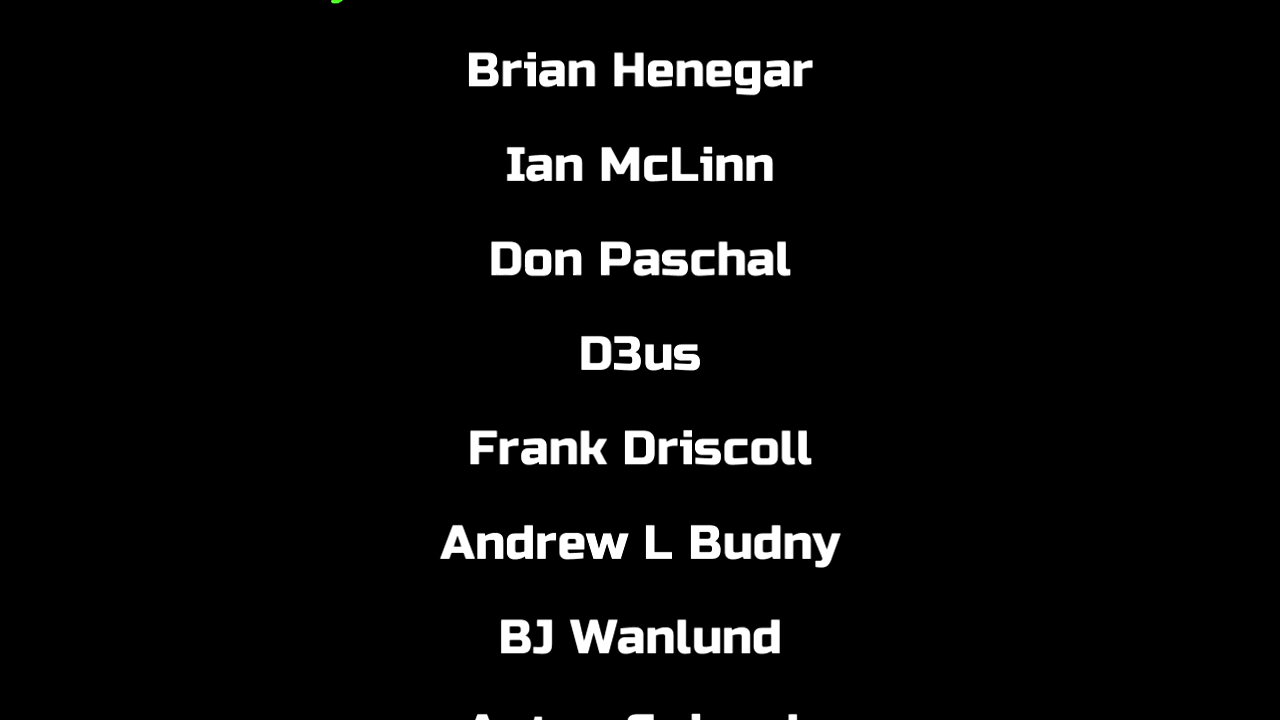 Brian Henegar
Ian McLinn
Don Paschal
D3us
Frank Driscoll
Andrew L Budny
BJ Wanlund